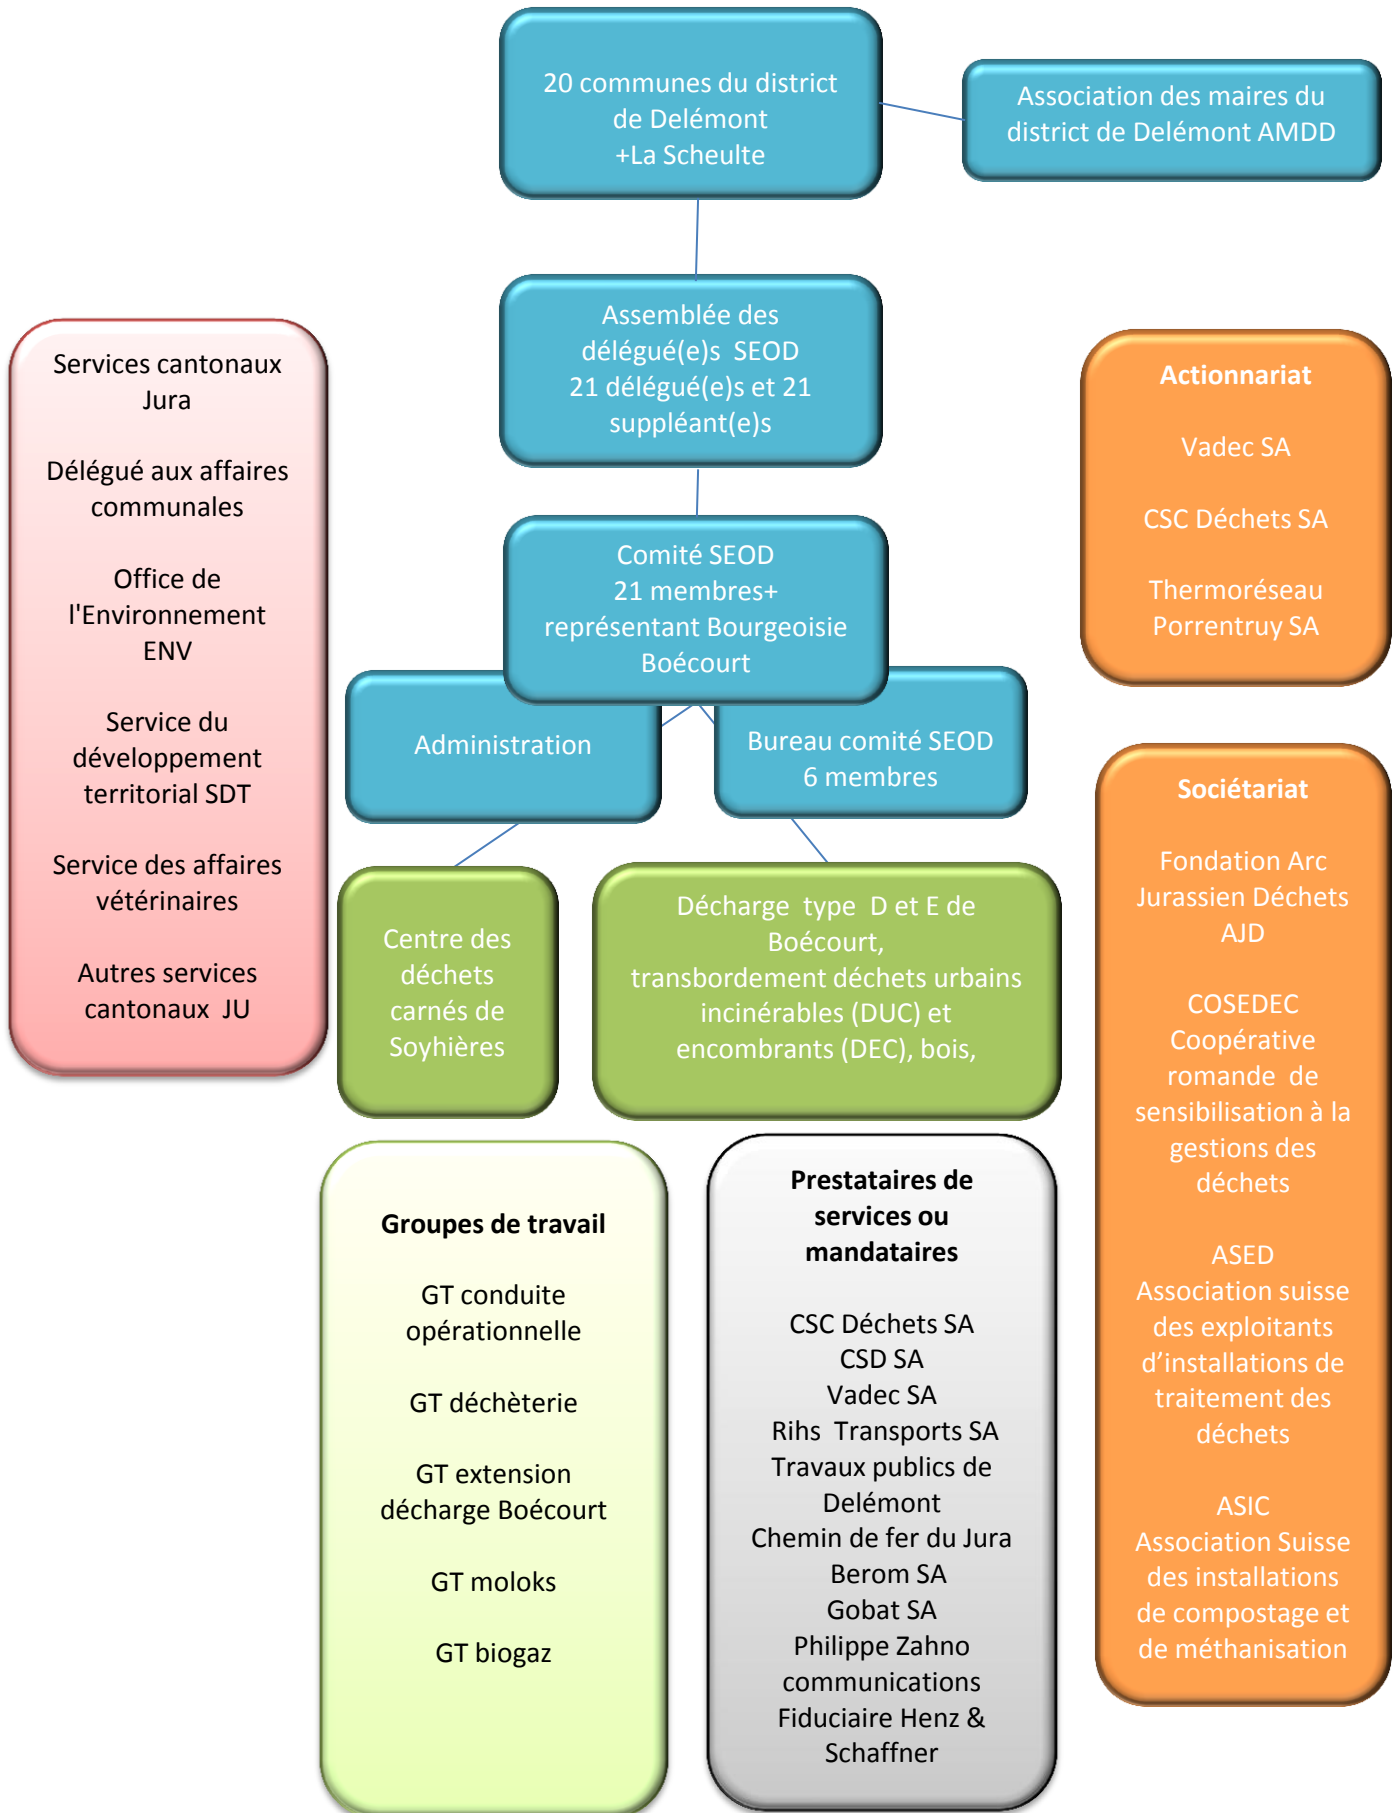 20 communes du district
de Delémont
+La Scheulte
Association des maires du
district de Delémont AMDD
Assemblée des
délégué(e)s SEOD
21 délégué(e)s et 21
suppléant(e)s
Services cantonaux
Jura
Délégué aux affaires
communales
Office de
l'Environnement
ENV
Service du
développement
territorial SDT
Service des affaires
vétérinaires
Autres services
cantonaux JU
Actionnariat
Vadec SA
CSC Déchets SA
Thermoréseau
Porrentruy SA
Comité SEOD
21 membres+
représentant Bourgeoisie
Boécourt
Administration
Bureau comité SEOD
6 membres
Centre des
déchets
carnés de
Soyhières
Décharge type D et E de
Boécourt,
transbordement déchets urbains
incinérables (DUC) et
encombrants (DEC), bois,
Sociétariat
Fondation Arc
Jurassien Déchets
AJD
COSEDEC
Coopérative
romande de
sensibilisation à la
gestions des
déchets
ASED
Association suisse
des exploitants
d’installations de
traitement des
déchets
ASIC
Association Suisse
des installations
de compostage et
de méthanisation
Groupes de travail
GT conduite
opérationnelle
GT déchèterie
GT extension
décharge Boécourt
GT moloks
GT biogaz
Prestataires de
services ou
mandataires
CSC Déchets SA
CSD SA
Vadec SA
Rihs Transports SA
Travaux publics de
Delémont
Chemin de fer du Jura
Berom SA
Gobat SA
Philippe Zahno
communications
Fiduciaire Henz &
Schaffner